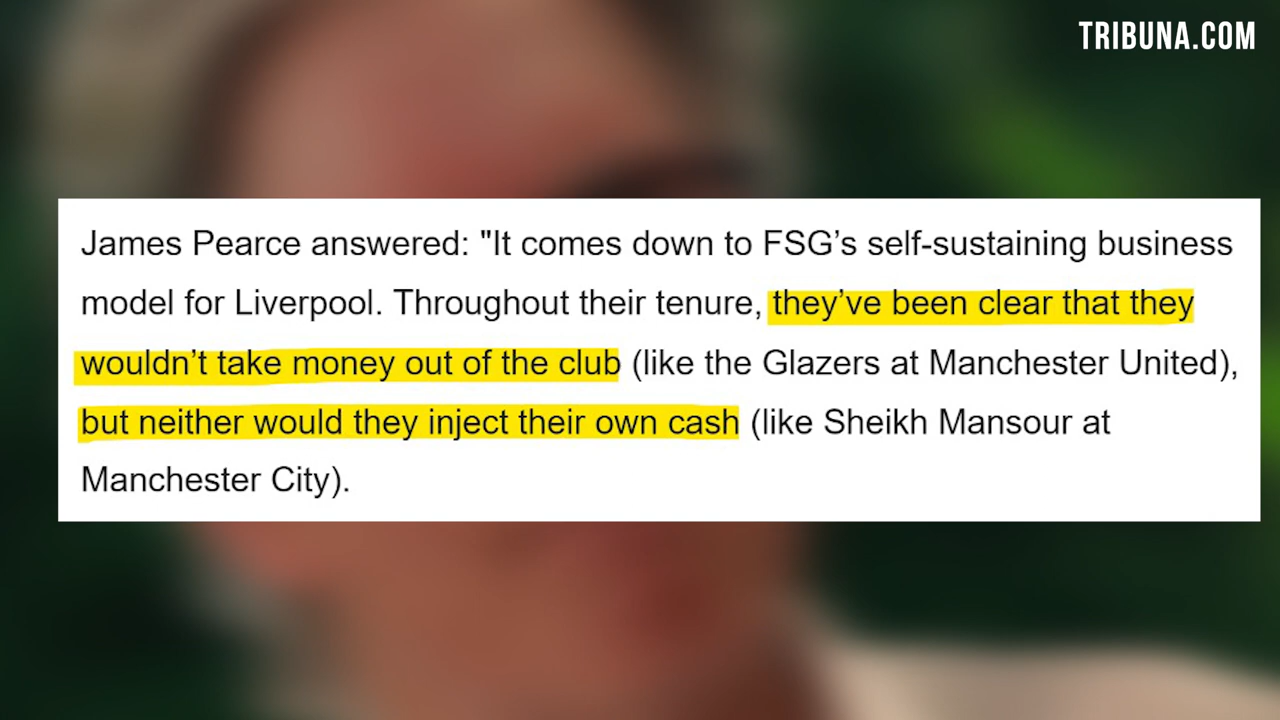 TRIBUNA.COM
James Pearce answered: "It comes down to FSG’s self-sustaining business
model for Liverpool. Throughout their tenure, they’ve been clear that they
wouldn’t take money out of the club (like the Glazers at Manchester United),
but neither would they inject their own cash (like Sheikh Mansour at
Manchester City).